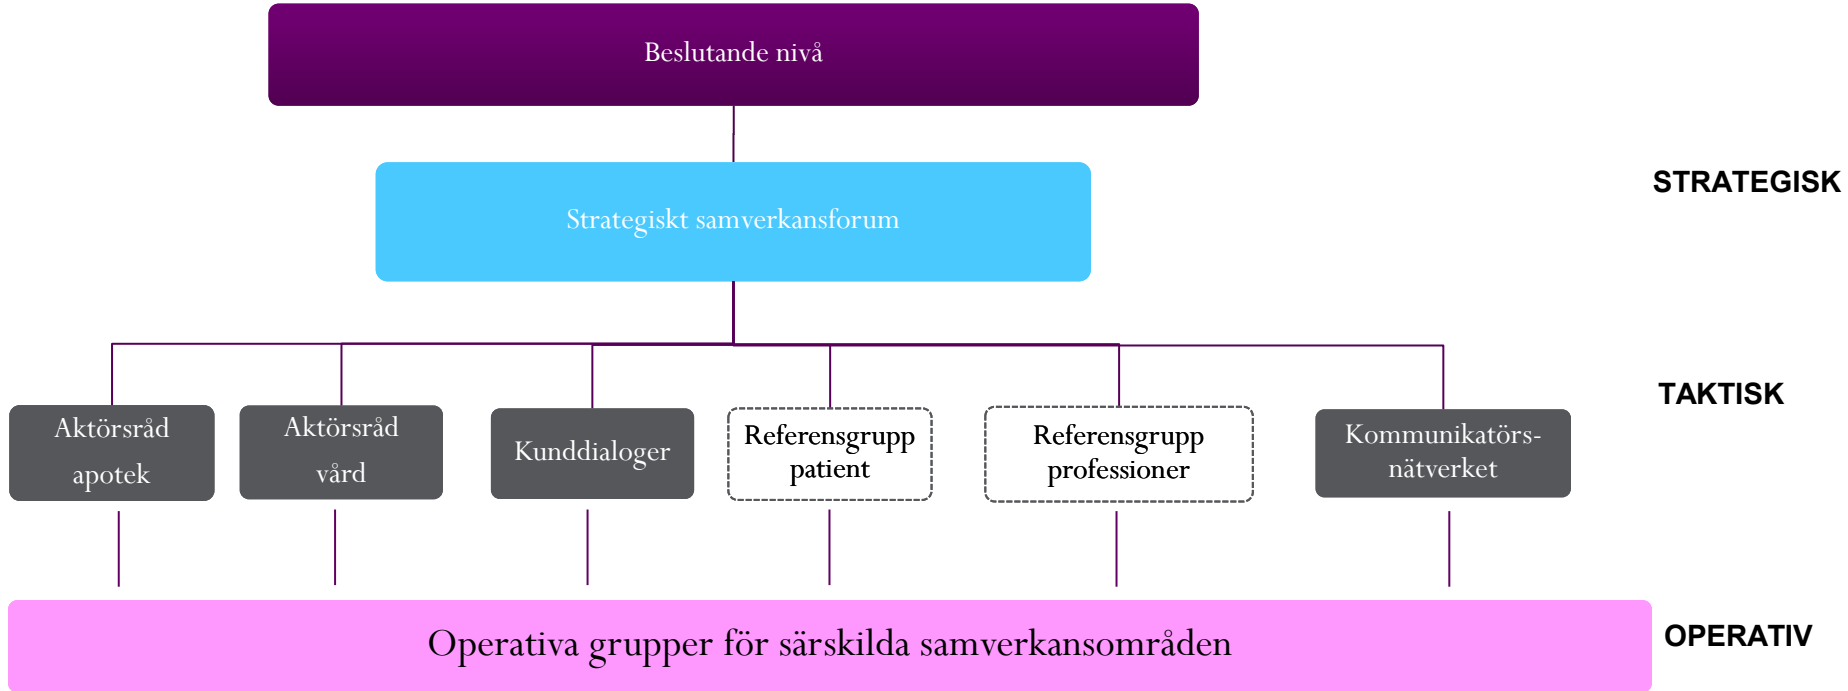 Beslutande nivå
STRATEGISK
Strategiskt samverkansforum
TAKTISK
Aktörsråd
apotek
Aktörsråd
vård
Kunddialoger
Referensgrupp
patient
Referensgrupp
professioner
Kommunikatörs-
nätverket
Operativa grupper för särskilda samverkansområden
OPERATIV